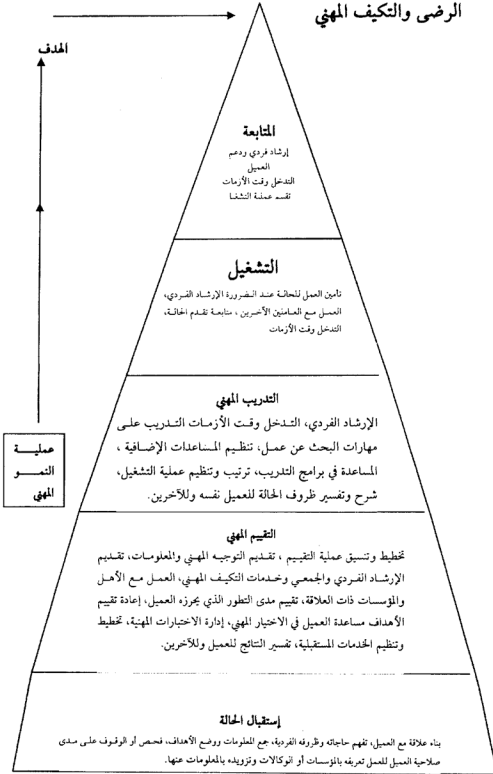 الرضى والتكيف المهني
الهدف
المتابعة
إرشاد فردي ودعم
العميل
التدخل وقت الأزمات
التشغيل
تأمين العمل للحالة عند الضرورة الإرشاد الفردي،
العمل مع العاملين الآخرين ، متابعة تقدم الحالة،
التدخل وقت الأزمات
التدريب المهني
الإرشاد الفردي، التدخل وقت الأزمات التدريب على
مهارات البحث عن عمل، تنظيم المساعدات الإضافية ،
المساعدة في برامج التدريب، ترتيب وتنظيم عملية التشغيل،
شرح وتفسير ظروف الحالة للعميل نفسه وللآخرين.
عملية
النمو
المهني
التقييم المهني
تخطيط وتنسيق عملية التقييم ، تقديم التوجيه المهني والمعلومات، تقديم
الإرشاد الفردي والجمعي وخدمات التكيف المهني، العمل مع الأهل
والمؤسسات ذات العلاقة، تقييم مدى التطور الذي يحرزه العميل، إعادة تقييم
الأهداف مساعدة العميل في الاختيار المهني، إدارة الاختبارات المهنية، تخطيط
وتنظيم الخدمات المستقبلية، تفسير النتائج للعميل وللآخرين.
إستقبال الحالة
بناء علاقة مع العميل، تفهم حاجاته وظروفه الفردية، جمع المعلومات ووضع الأهداف، فحص أو الوقوف على مدى
صلاحية العميل للعمل تعريفه بالمؤسسات أو الوكالات وتزويده بالمعلومات عنها.